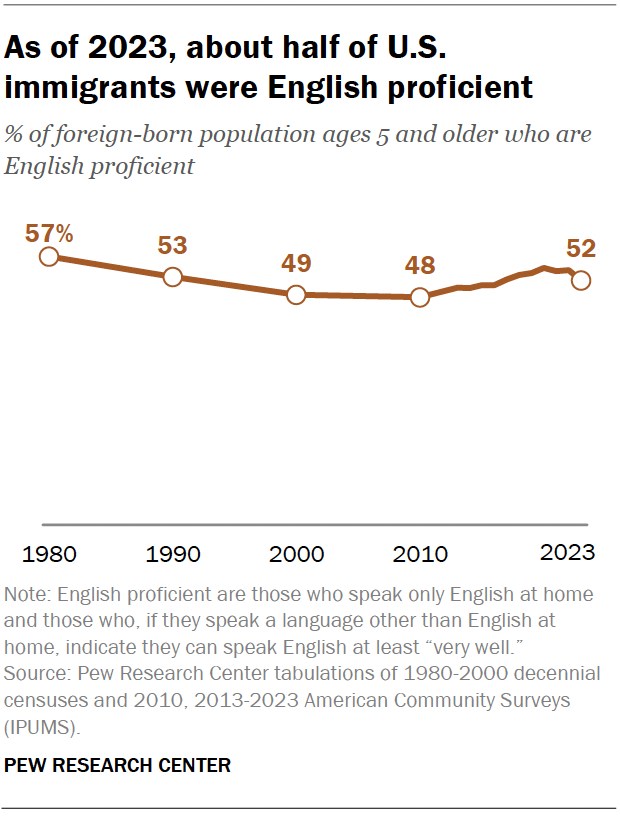 As of 2023, about half of U.S.
immigrants were English proficient
% of foreign-born population ages 5 and older who are
English proficient
57%
53
49
48
52
1980
1990
2000
2010
2023
Note: English proficient are those who speak only English at home
and those who, if they speak a language other than English at
home, indicate they can speak English at least “very well.”
Source: Pew Research Center tabulations of 1980-2000 decennial
censuses and 2010, 2013-2023 American Community Surveys
(IPUMS).
PEW RESEARCH CENTER